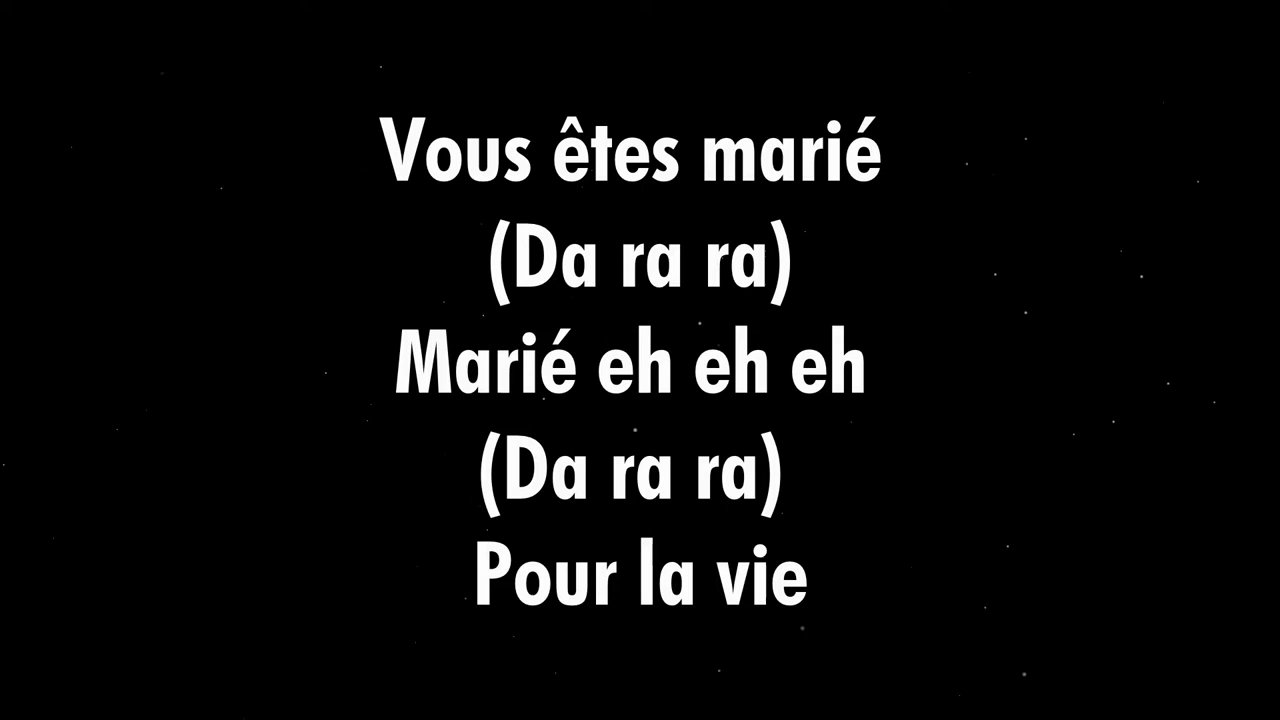 Vous êtes marié
(Da ra ra)
Marié eh eh eh
(Da ra ra)
Pour la vie